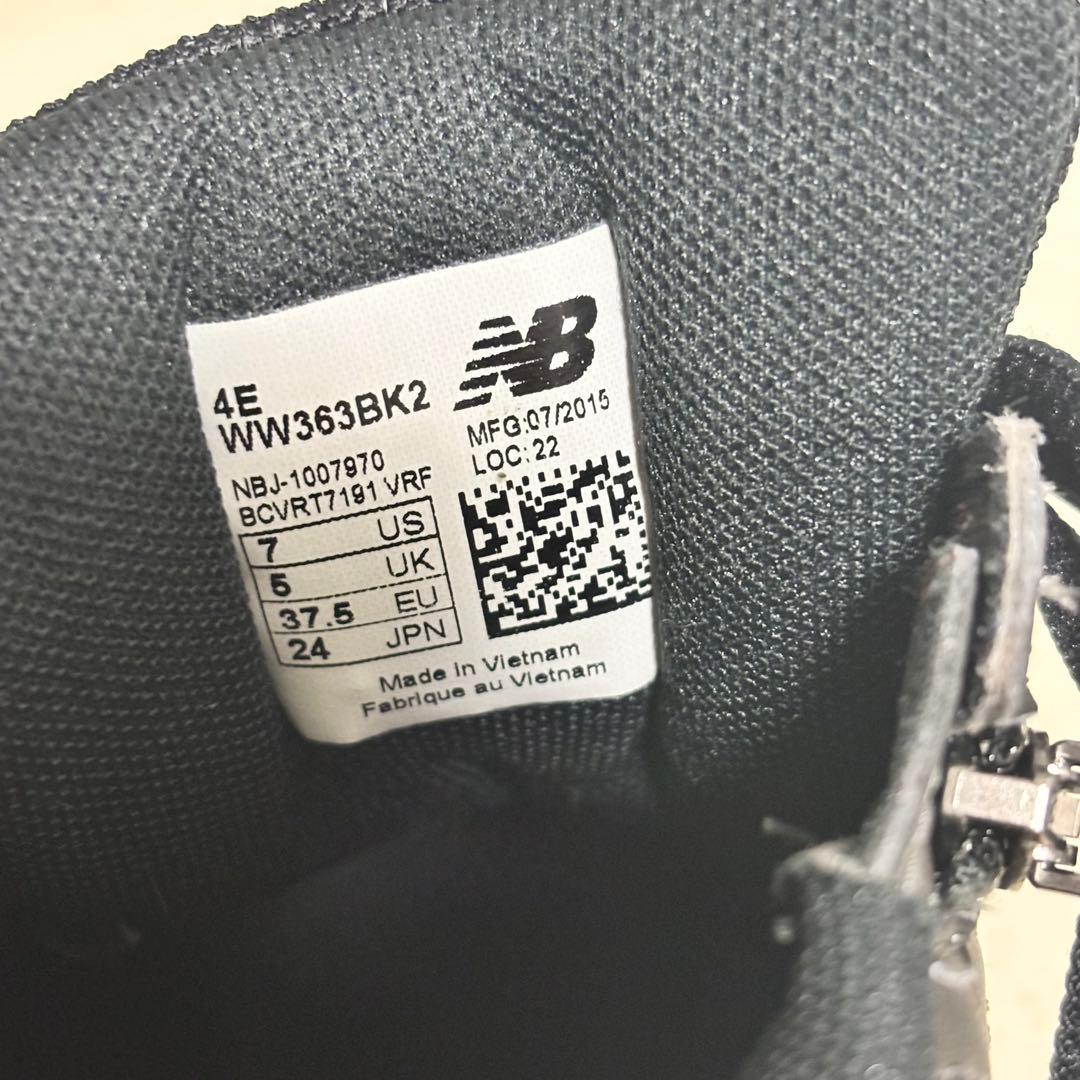 NB
4E
WW363BK2
MFG:07/2015
LOC:22
NBJ-1007970
BCVRT7191 VRF
7 US
5 UK
37.5 EU
24 JPN
Made in Vietnam
Fabrique au Vietnam